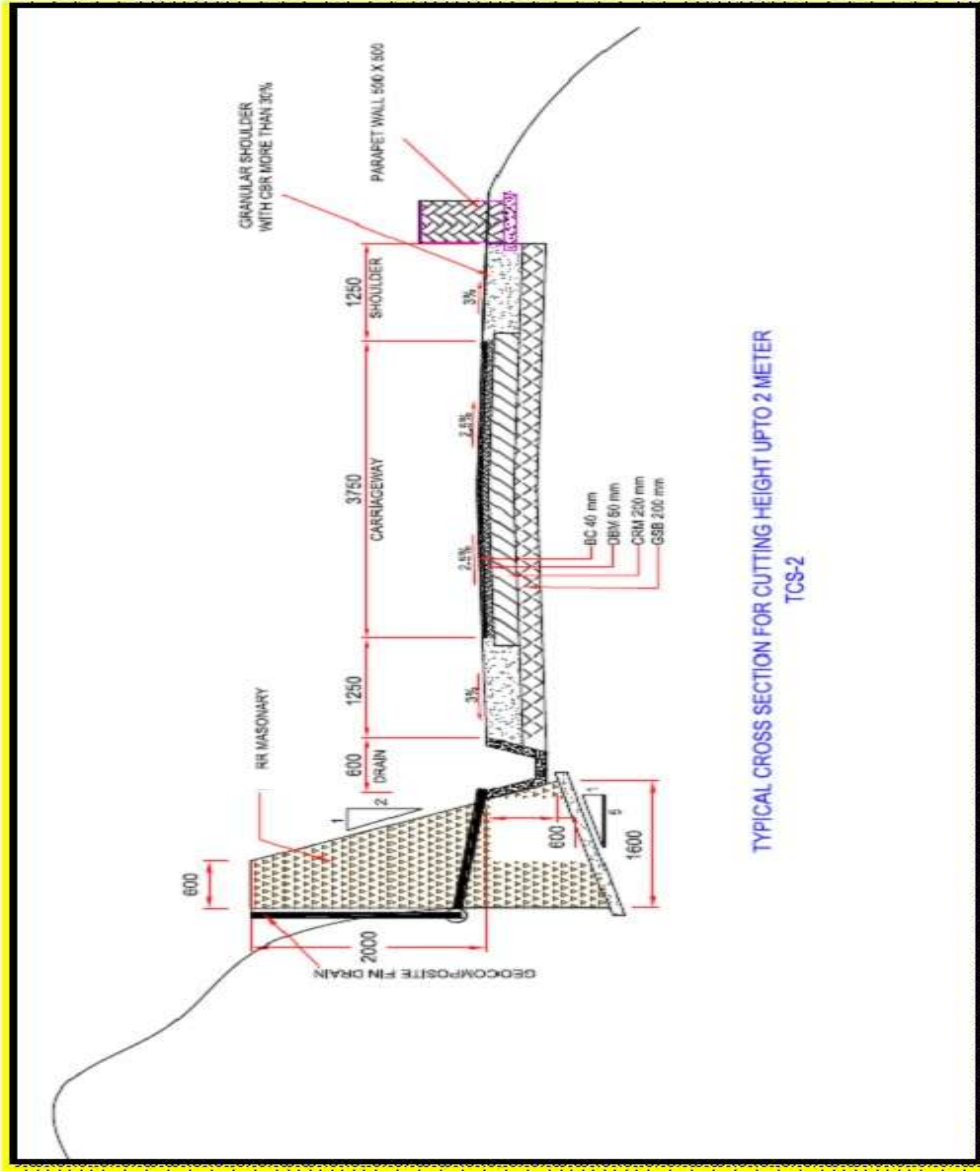 GRANULAR SHOULDER
WITH CBR MORE THAN 30%
PARAPET WALL 500 X 500
RR MASONARY
600
2000
GEOCOMPOSITE FIN DRAIN
1
2
600
DRAIN
1250
3750
CARRIAGEWAY
1250
SHOULDER
3%
2.5%
2.5%
3%
600
1
5
1600
BC 40 mm
DBM 50 mm
CRM 200 mm
GSB 200 mm
TYPICAL CROSS SECTION FOR CUTTING HEIGHT UPTO 2 METER
TCS-2